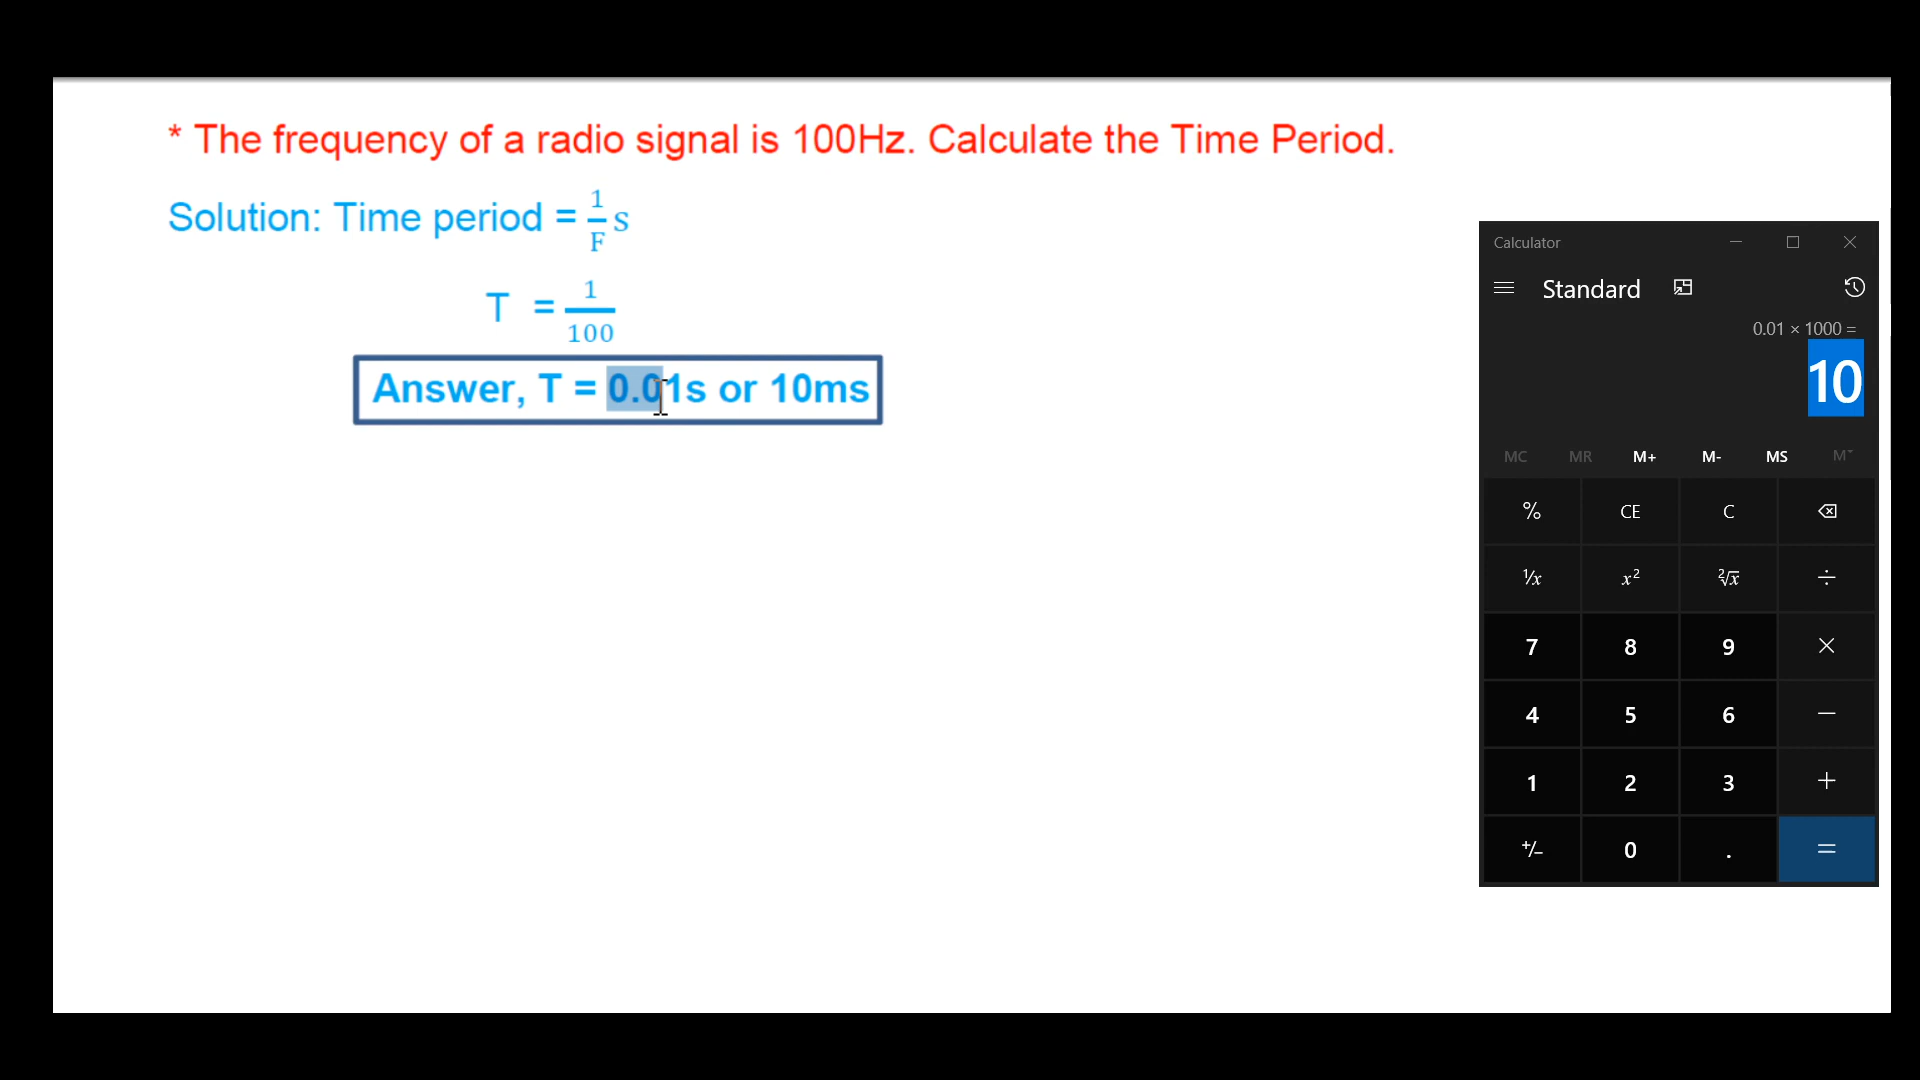 * The frequency of a radio signal is 100Hz. Calculate the Time Period.
Solution: Time period = 1/F s
T = 1/100
Answer, T = 0.01s or 10ms
Calculator
Standard
0.01 × 1000 =
10
MC MR M+ M- MS M˅
% CE C
¹⁄x x² ²√x ÷
7 8 9 ×
4 5 6 −
1 2 3 +
+/− 0 . =